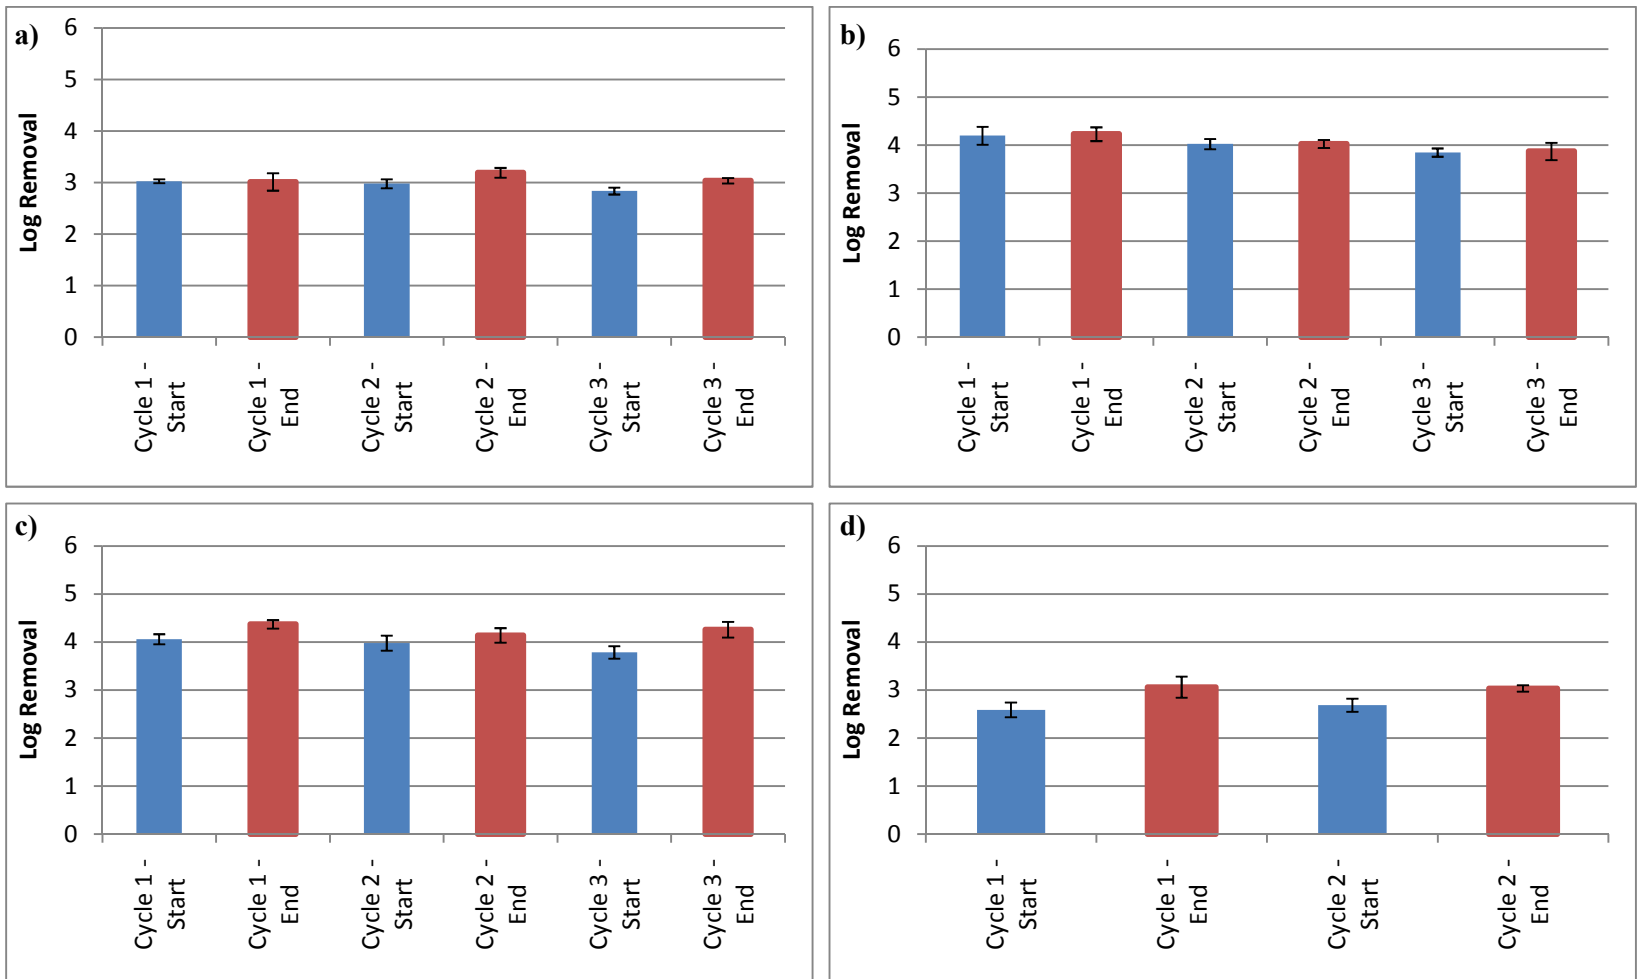 a)
6
5
4
3
2
1
0
Log Removal
Cycle 1 -
Start
Cycle 1 -
End
Cycle 2 -
Start
Cycle 2 -
End
Cycle 3 -
Start
Cycle 3 -
End
b)
6
5
4
3
2
1
0
Log Removal
Cycle 1 -
Start
Cycle 1 -
End
Cycle 2 -
Start
Cycle 2 -
End
Cycle 3 -
Start
Cycle 3 -
End
c)
6
5
4
3
2
1
0
Log Removal
Cycle 1 -
Start
Cycle 1 -
End
Cycle 2 -
Start
Cycle 2 -
End
Cycle 3 -
Start
Cycle 3 -
End
d)
6
5
4
3
2
1
0
Log Removal
Cycle 1 -
Start
Cycle 1 -
End
Cycle 2 -
Start
Cycle 2 -
End